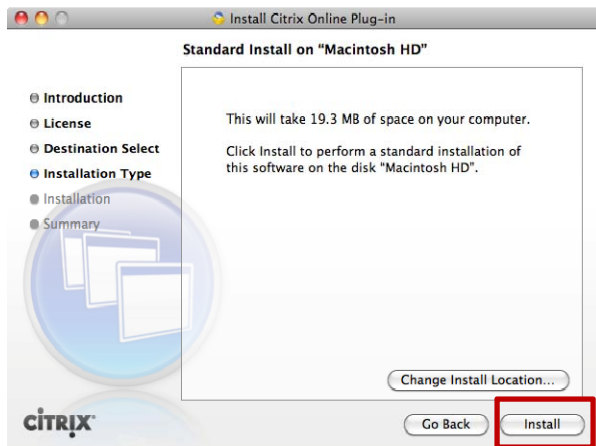 Install Citrix Online Plug-in
Standard Install on "Macintosh HD"
Introduction
License
Destination Select
Installation Type
Installation
Summary
This will take 19.3 MB of space on your computer.
Click Install to perform a standard installation of
this software on the disk "Macintosh HD".
Change Install Location...
CİTRIX
Go Back
Install